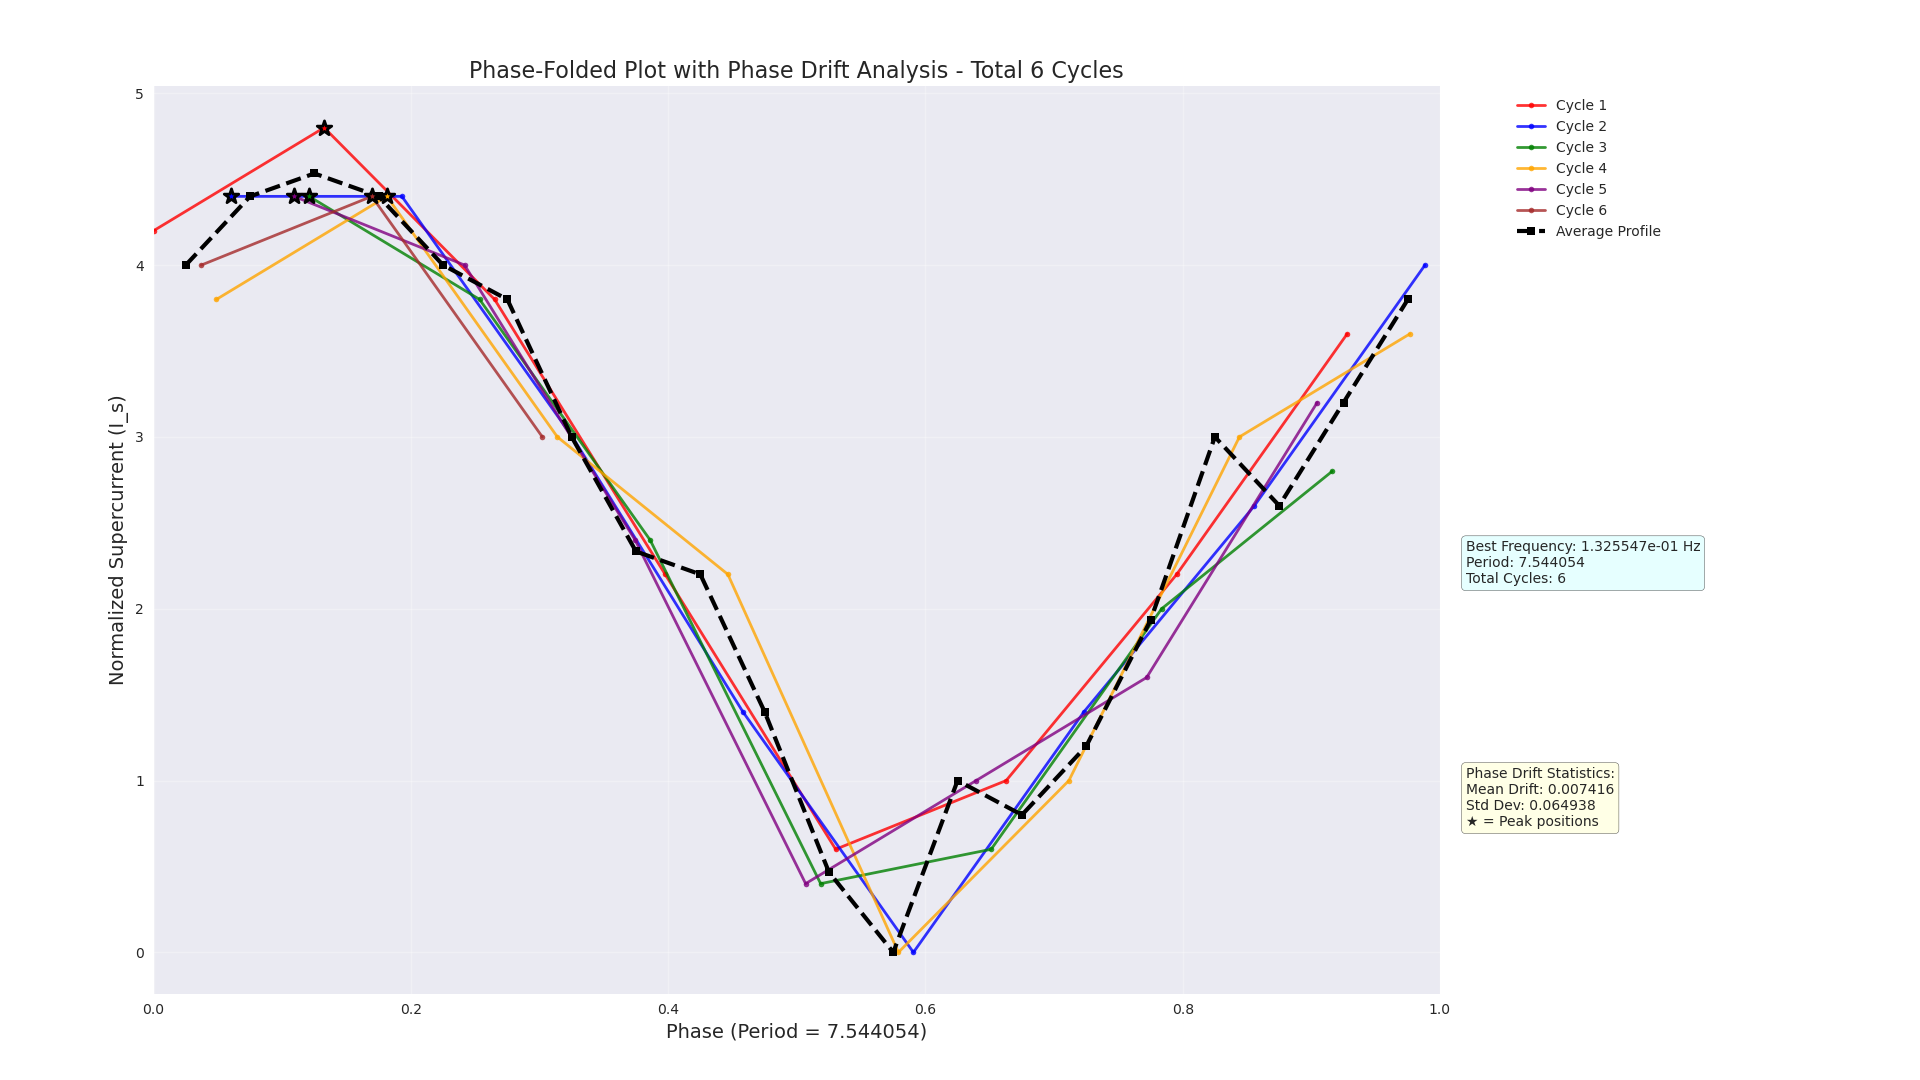 Phase-Folded Plot with Phase Drift Analysis - Total 6 Cycles
Normalized Supercurrent (I_s)
5
4
3
2
1
0
0.0
0.2
0.4
0.6
0.8
1.0
Phase (Period = 7.544054)
Cycle 1
Cycle 2
Cycle 3
Cycle 4
Cycle 5
Cycle 6
Average Profile
Best Frequency: 1.325547e-01 Hz
Period: 7.544054
Total Cycles: 6
Phase Drift Statistics:
Mean Drift: 0.007416
Std Dev: 0.064938
★ = Peak positions